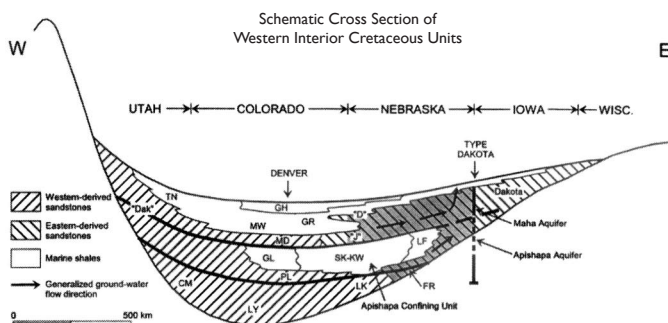 Schematic Cross Section of
Western Interior Cretaceous Units
W
E
UTAH
COLORADO
NEBRASKA
IOWA
WISC.
DENVER
TYPE
DAKOTA
TN
GH
"D"
Dakota
"Dak"
MW
GR
MD
"J"
Maha Aquifer
GL
SK-KW
LF
Apishapa Aquifer
CM
PL
LK
FR
LY
Apishapa Confining Unit
Western-derived
sandstones
Eastern-derived
sandstones
Marine shales
Generalized ground-water
flow direction
0 500 km